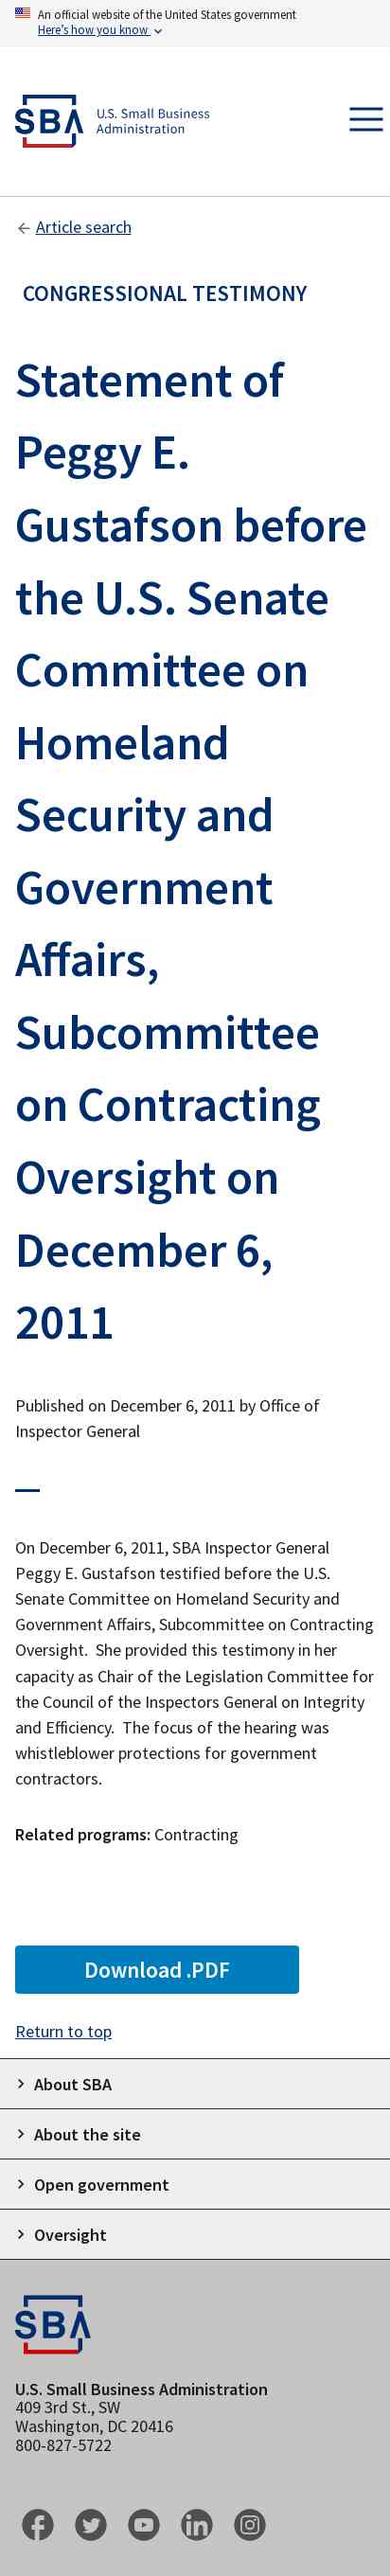 An official website of the United States government
Here’s how you know
SBA
U.S. Small Business
Administration
Article search
CONGRESSIONAL TESTIMONY
Statement of
Peggy E.
Gustafson before
the U.S. Senate
Committee on
Homeland
Security and
Government
Affairs,
Subcommittee
on Contracting
Oversight on
December 6,
2011
Published on December 6, 2011 by Office of
Inspector General
On December 6, 2011, SBA Inspector General
Peggy E. Gustafson testified before the U.S.
Senate Committee on Homeland Security and
Government Affairs, Subcommittee on Contracting
Oversight.  She provided this testimony in her
capacity as Chair of the Legislation Committee for
the Council of the Inspectors General on Integrity
and Efficiency.  The focus of the hearing was
whistleblower protections for government
contractors.
Related programs: Contracting
Download .PDF
Return to top
About SBA
About the site
Open government
Oversight
SBA
U.S. Small Business Administration
409 3rd St., SW
Washington, DC 20416
800-827-5722